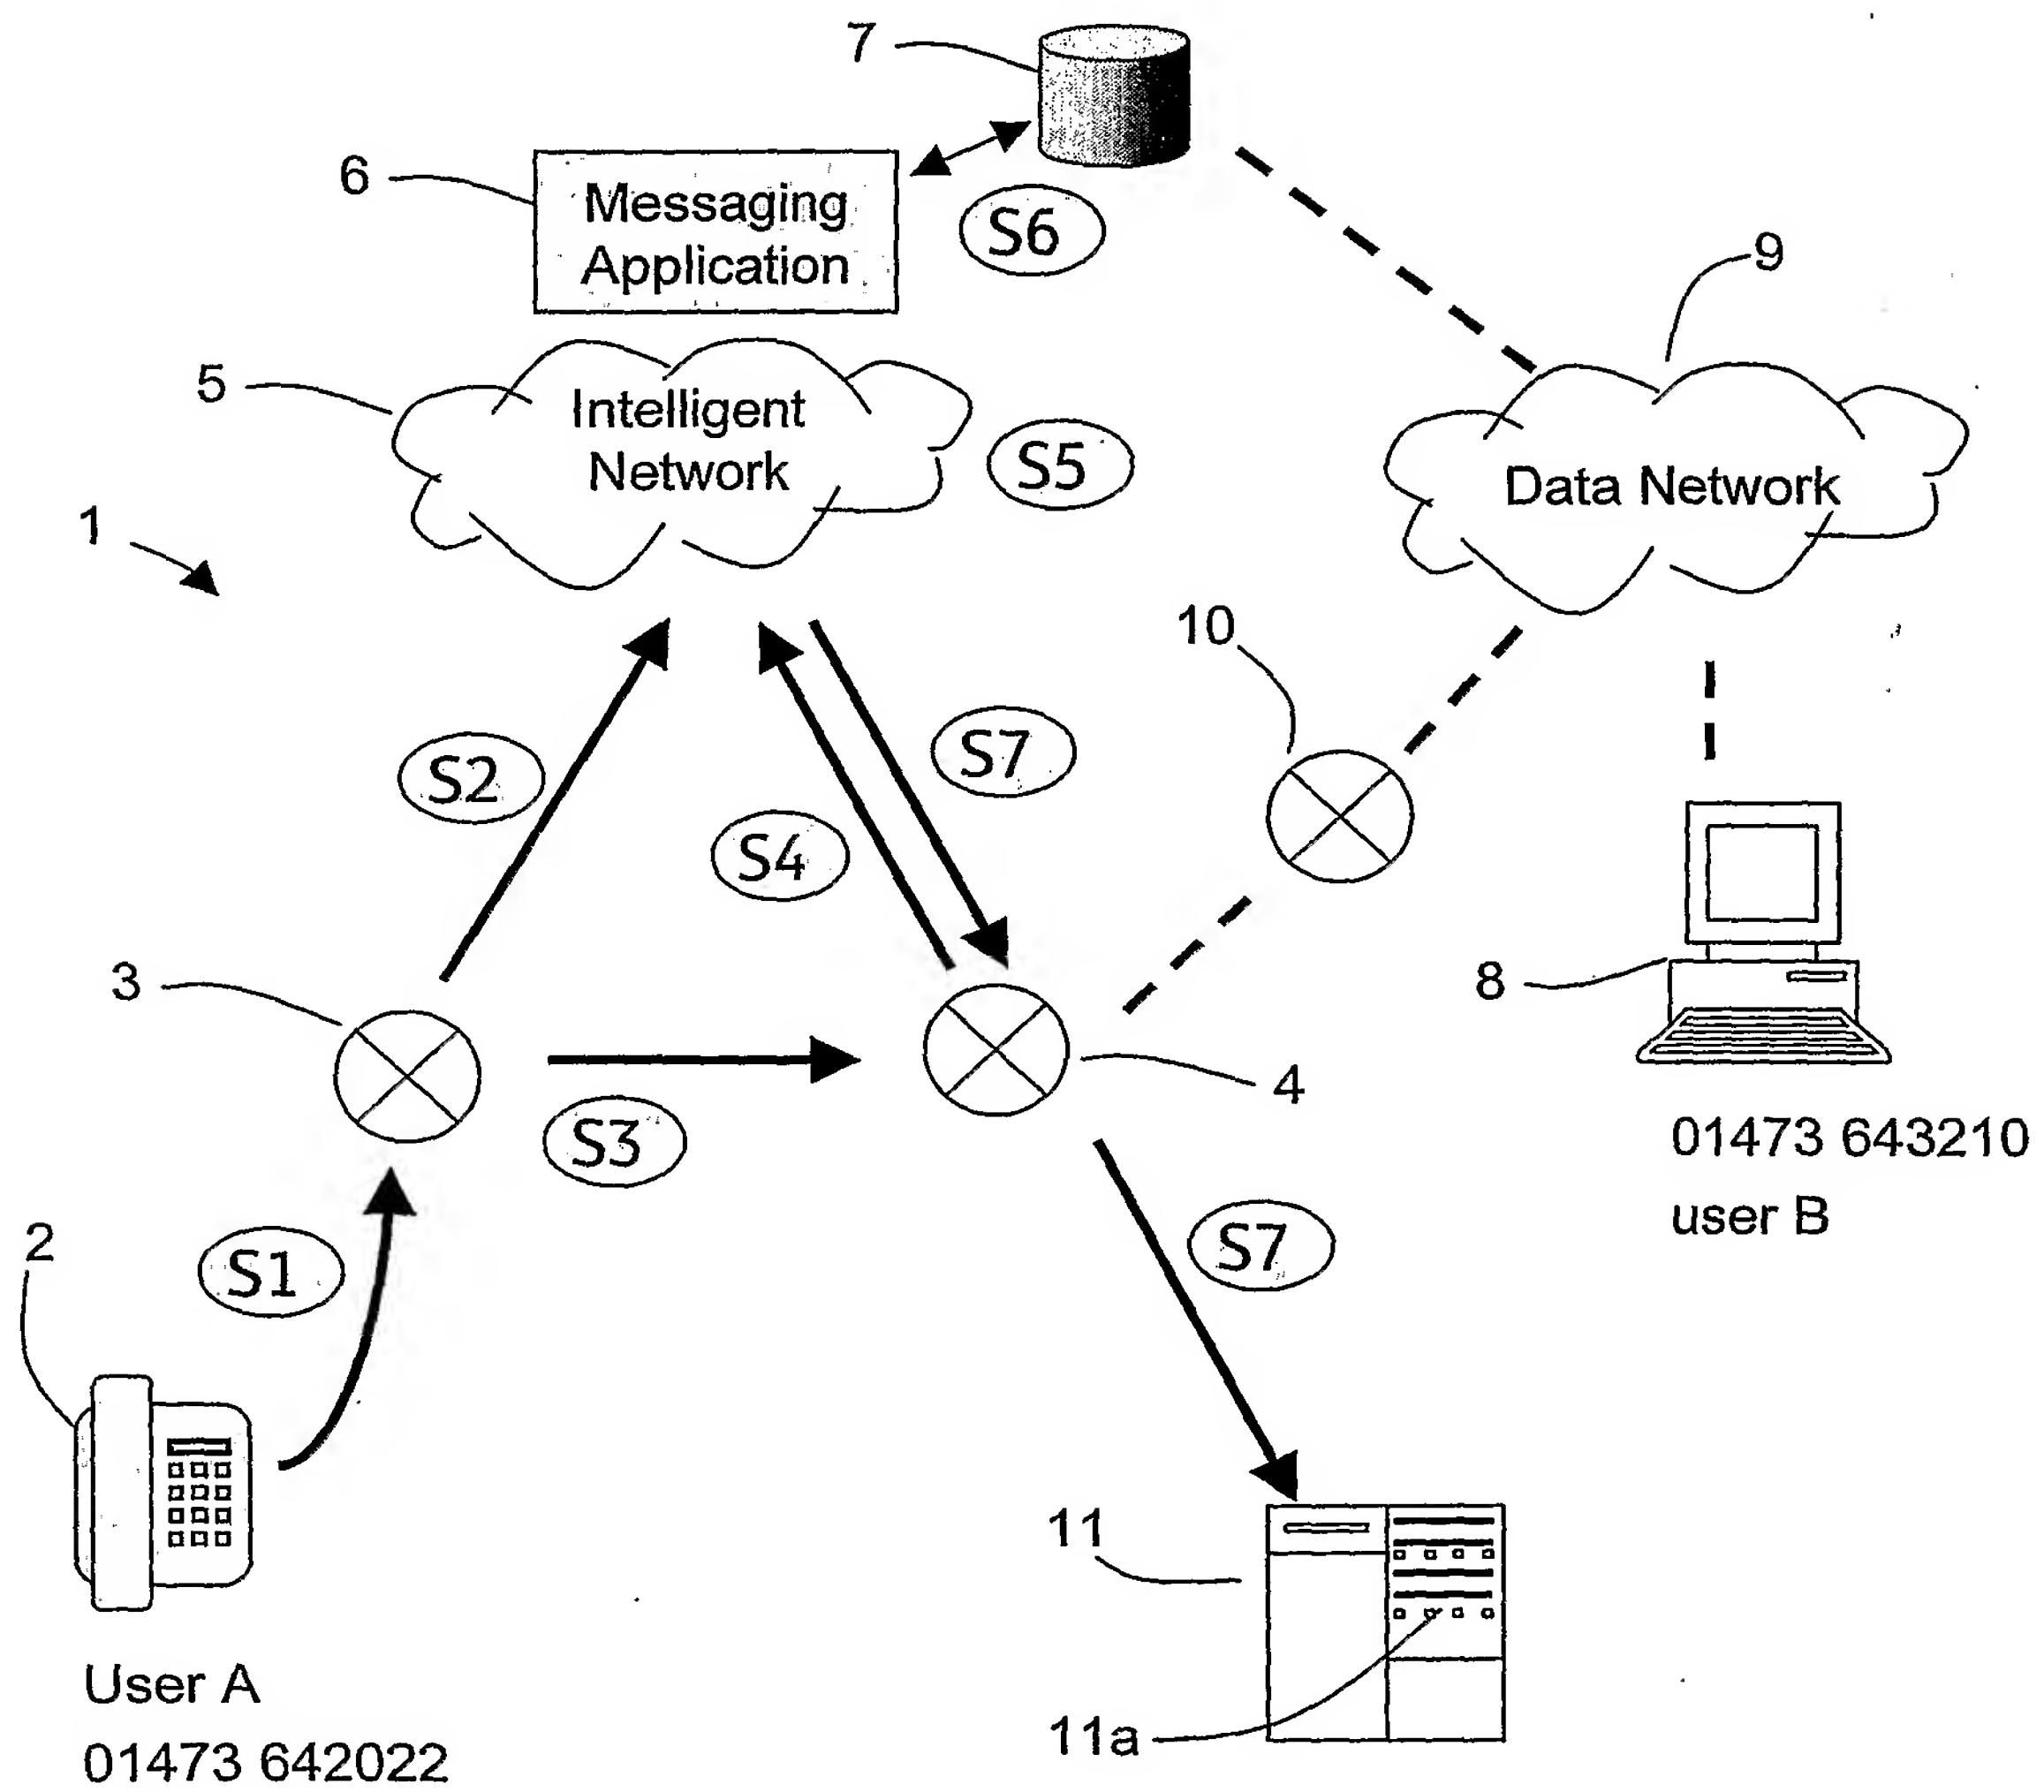 7
6
Messaging
Application
S6
9
5
Intelligent
Network
S5
Data Network
1
10
S2
S7
S4
3
8
4
S3
01473 643210
user B
2
S1
S7
11
User A
11a
01473 642022